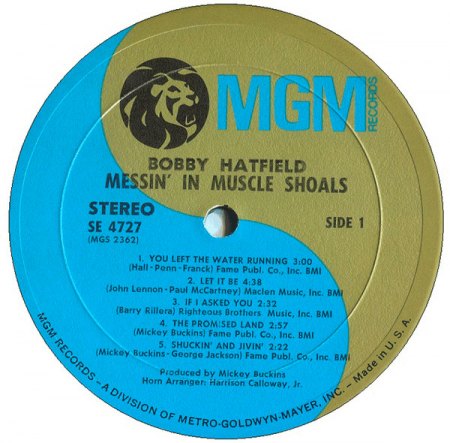 MGM
RECORDS
BOBBY HATFIELD
MESSIN' IN MUSCLE SHOALS
STEREO
SE 4727
(MGS 2362)
SIDE 1
1. YOU LEFT THE WATER RUNNING 3:00
(Hall-Penn-Franck) Fame Publ. Co., Inc. BMI
2. LET IT BE 4:38
(John Lennon-Paul McCartney) Maclen Music, Inc. BMI
3. IF I ASKED YOU 2:32
(Barry Rillera) Righteous Brothers Music, Inc. BMI
4. THE PROMISED LAND 2:57
(Mickey Buckins) Fame Publ. Co., Inc. BMI
5. SHUCKIN' AND JIVIN' 2:22
(Mickey Buckins-George Jackson) Fame Publ. Co., Inc. BMI
Produced by Mickey Buckins
Horn Arranger: Harrison Calloway, Jr.
MGM RECORDS - A DIVISION OF METRO-GOLDWYN-MAYER, INC. - Made in U. S. A.